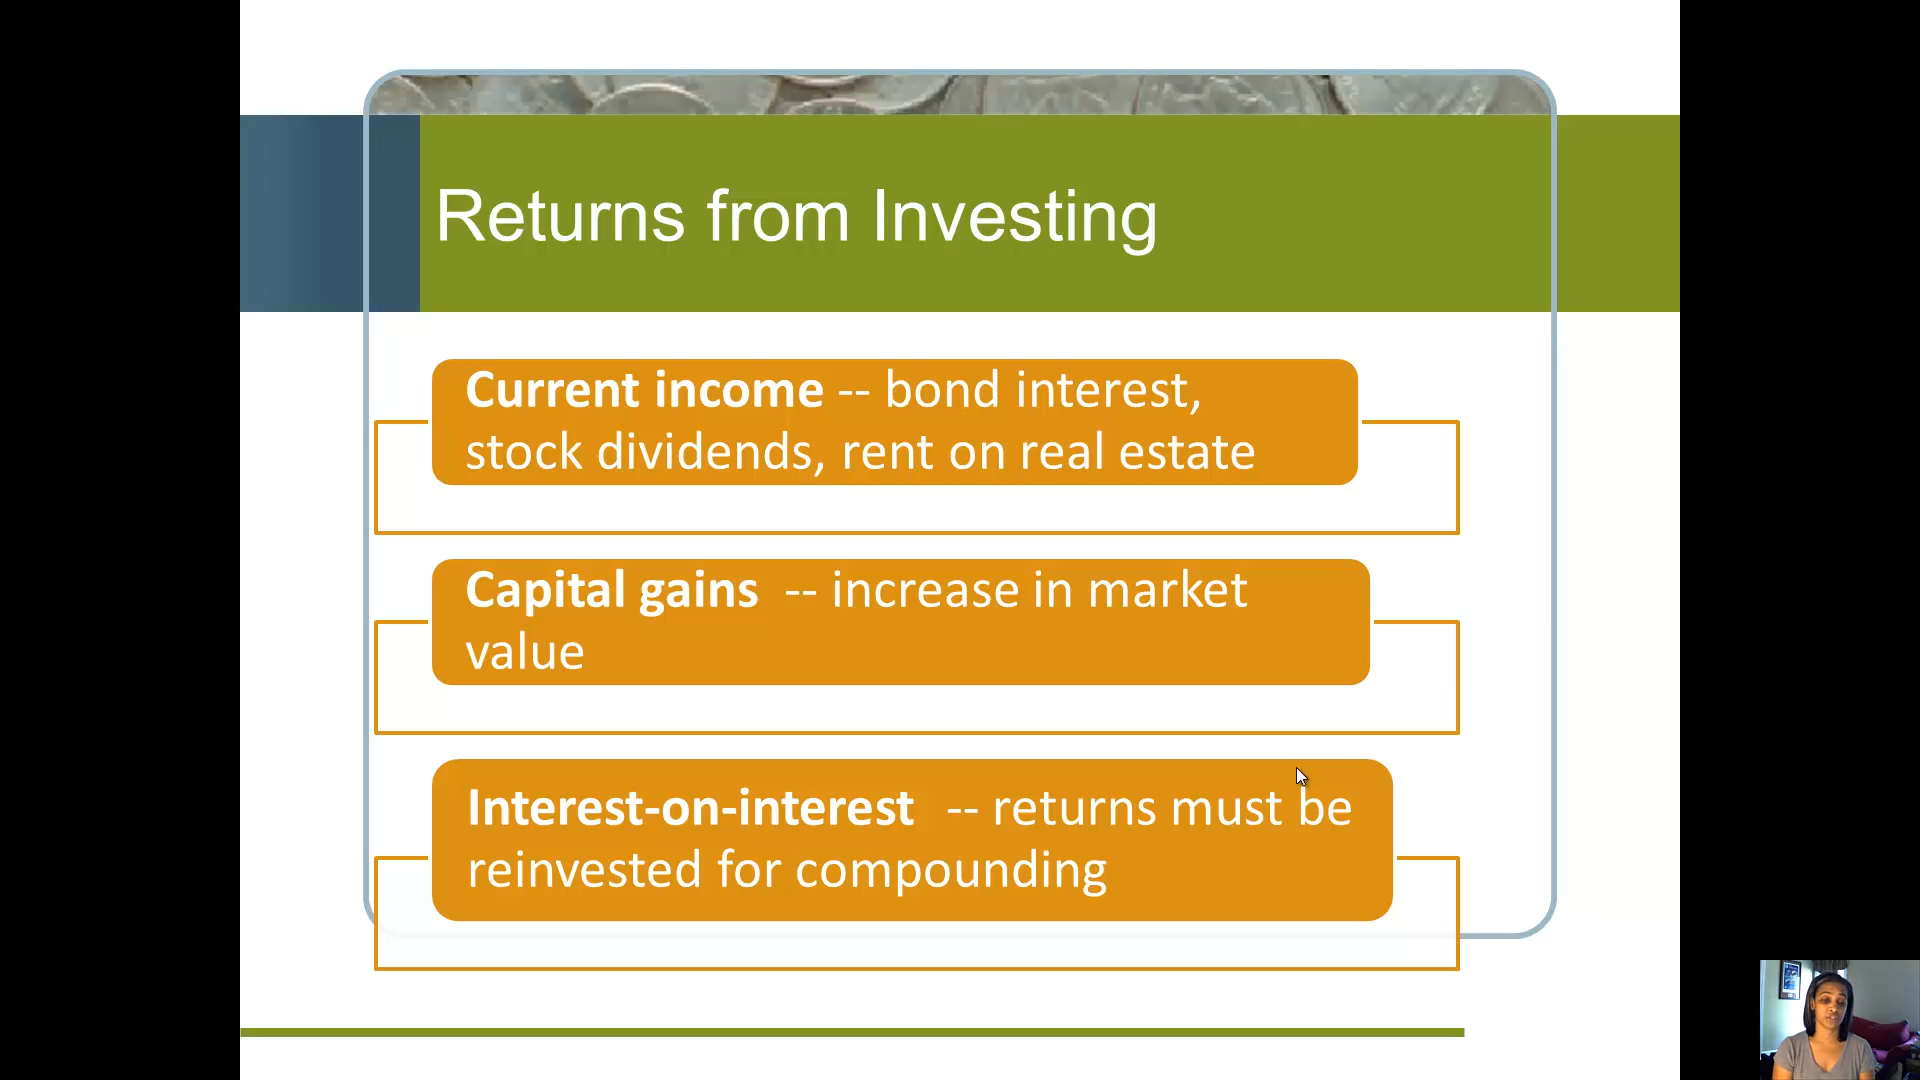 Returns from Investing
Current income -- bond interest,
stock dividends, rent on real estate
Capital gains  -- increase in market
value
Interest-on-interest  -- returns must be
reinvested for compounding